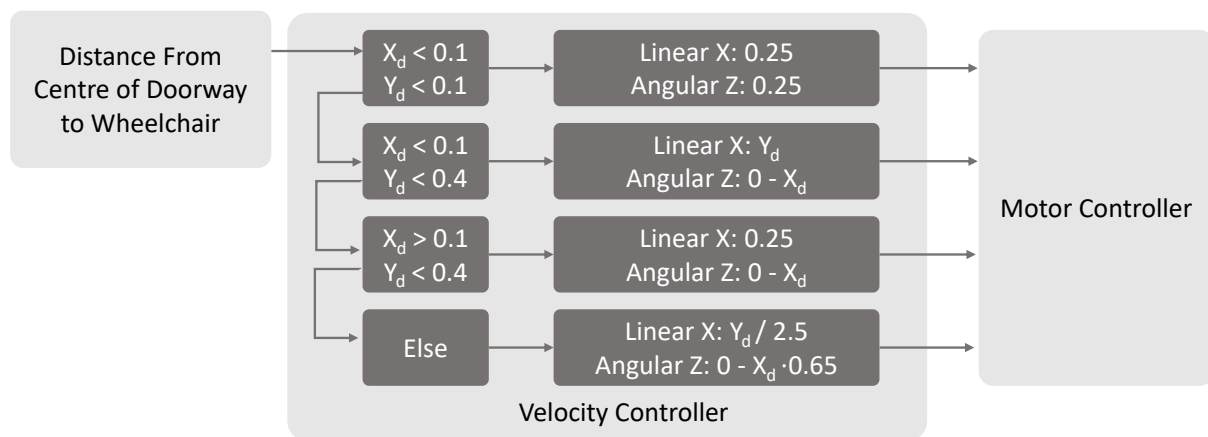 Distance From
Centre of Doorway
to Wheelchair
X_d < 0.1
Y_d < 0.1
Linear X: 0.25
Angular Z: 0.25
X_d < 0.1
Y_d < 0.4
Linear X: Y_d
Angular Z: 0 - X_d
X_d > 0.1
Y_d < 0.4
Linear X: 0.25
Angular Z: 0 - X_d
Else
Linear X: Y_d / 2.5
Angular Z: 0 - X_d ·0.65
Velocity Controller
Motor Controller